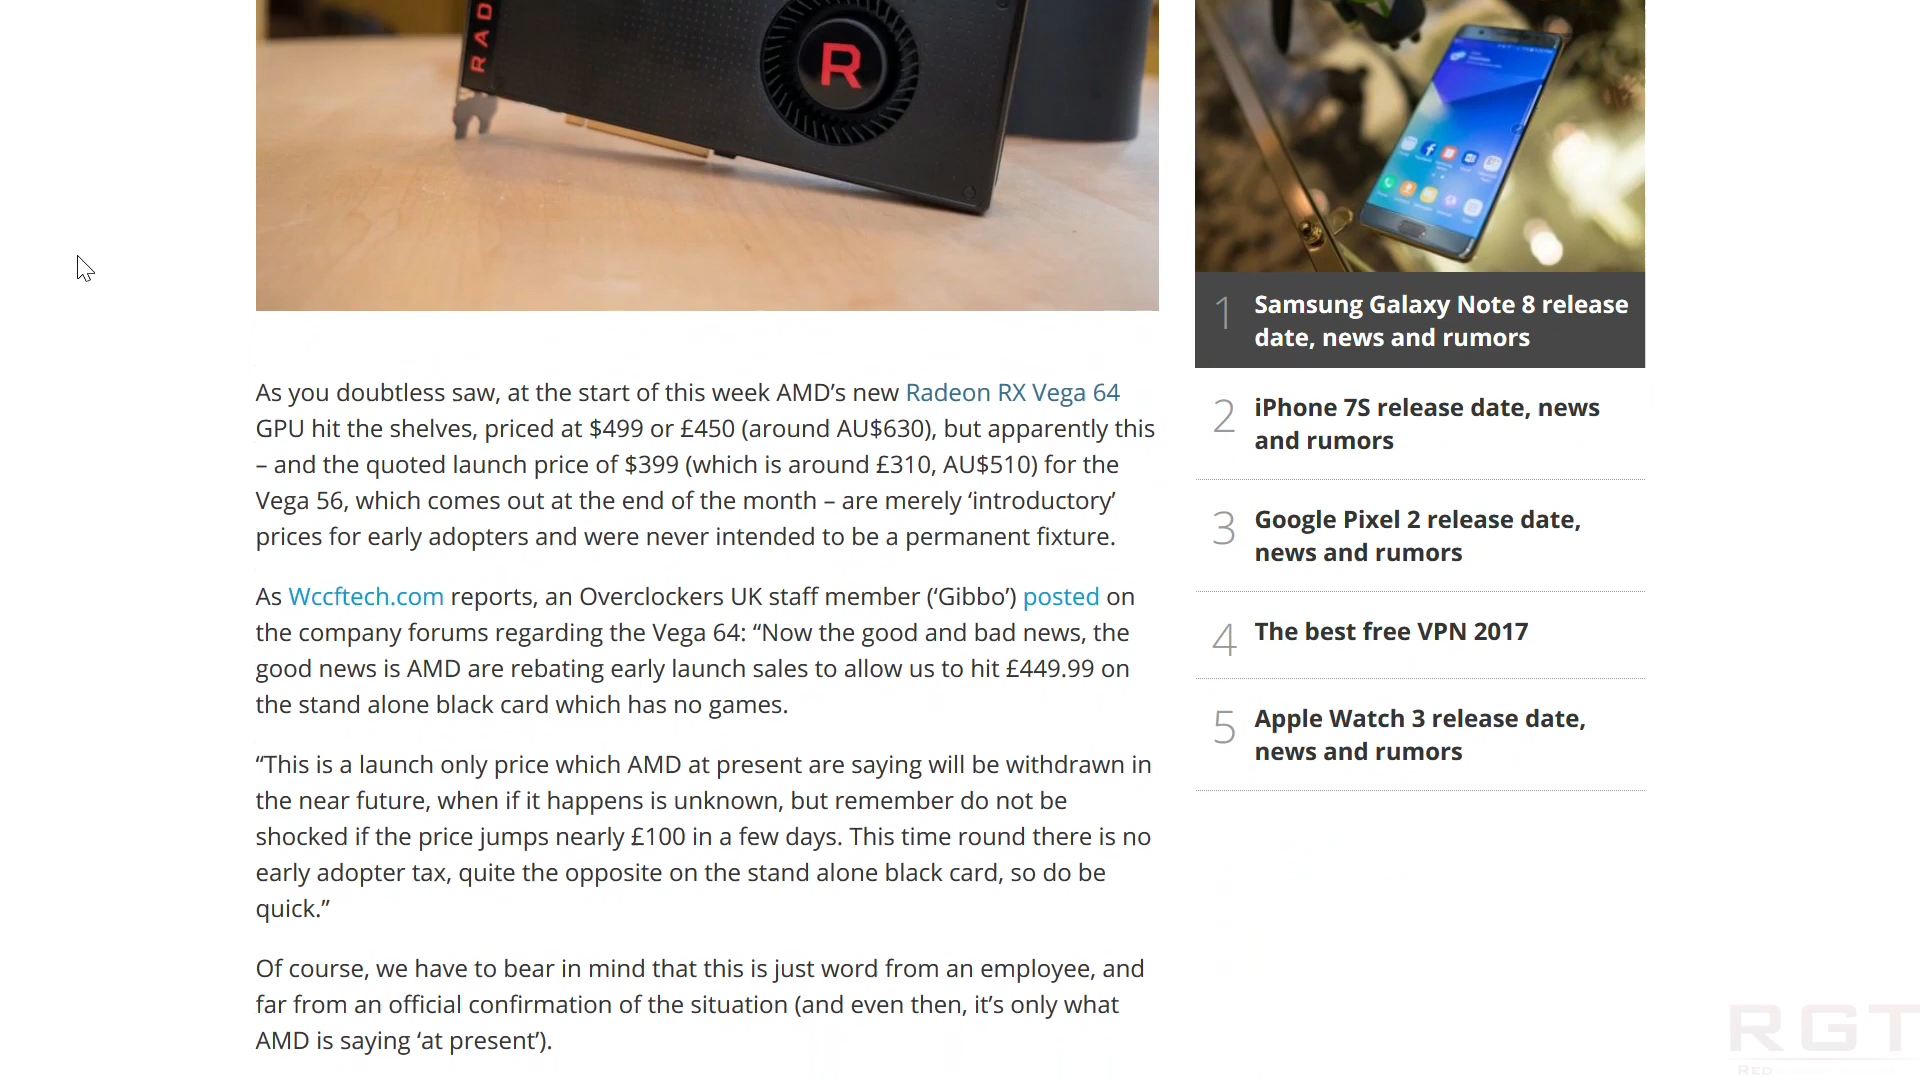 RAD
R
As you doubtless saw, at the start of this week AMD’s new Radeon RX Vega 64
GPU hit the shelves, priced at $499 or £450 (around AU$630), but apparently this
– and the quoted launch price of $399 (which is around £310, AU$510) for the
Vega 56, which comes out at the end of the month – are merely ‘introductory’
prices for early adopters and were never intended to be a permanent fixture.
As Wccftech.com reports, an Overclockers UK staff member (‘Gibbo’) posted on
the company forums regarding the Vega 64: “Now the good and bad news, the
good news is AMD are rebating early launch sales to allow us to hit £449.99 on
the stand alone black card which has no games.
“This is a launch only price which AMD at present are saying will be withdrawn in
the near future, when if it happens is unknown, but remember do not be
shocked if the price jumps nearly £100 in a few days. This time round there is no
early adopter tax, quite the opposite on the stand alone black card, so do be
quick.”
Of course, we have to bear in mind that this is just word from an employee, and
far from an official confirmation of the situation (and even then, it’s only what
AMD is saying ‘at present’).
1 Samsung Galaxy Note 8 release
date, news and rumors
2 iPhone 7S release date, news
and rumors
3 Google Pixel 2 release date,
news and rumors
4 The best free VPN 2017
5 Apple Watch 3 release date,
news and rumors
RGT
RED